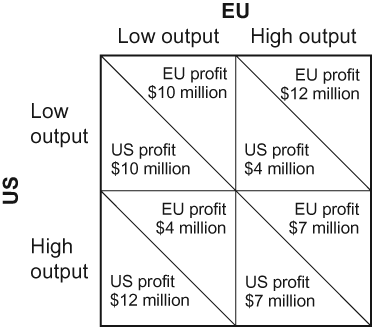 EU
Low output
High output
US
Low
output
EU profit
$10 million
US profit
$10 million
EU profit
$12 million
US profit
$4 million
High
output
EU profit
$4 million
US profit
$12 million
EU profit
$7 million
US profit
$7 million